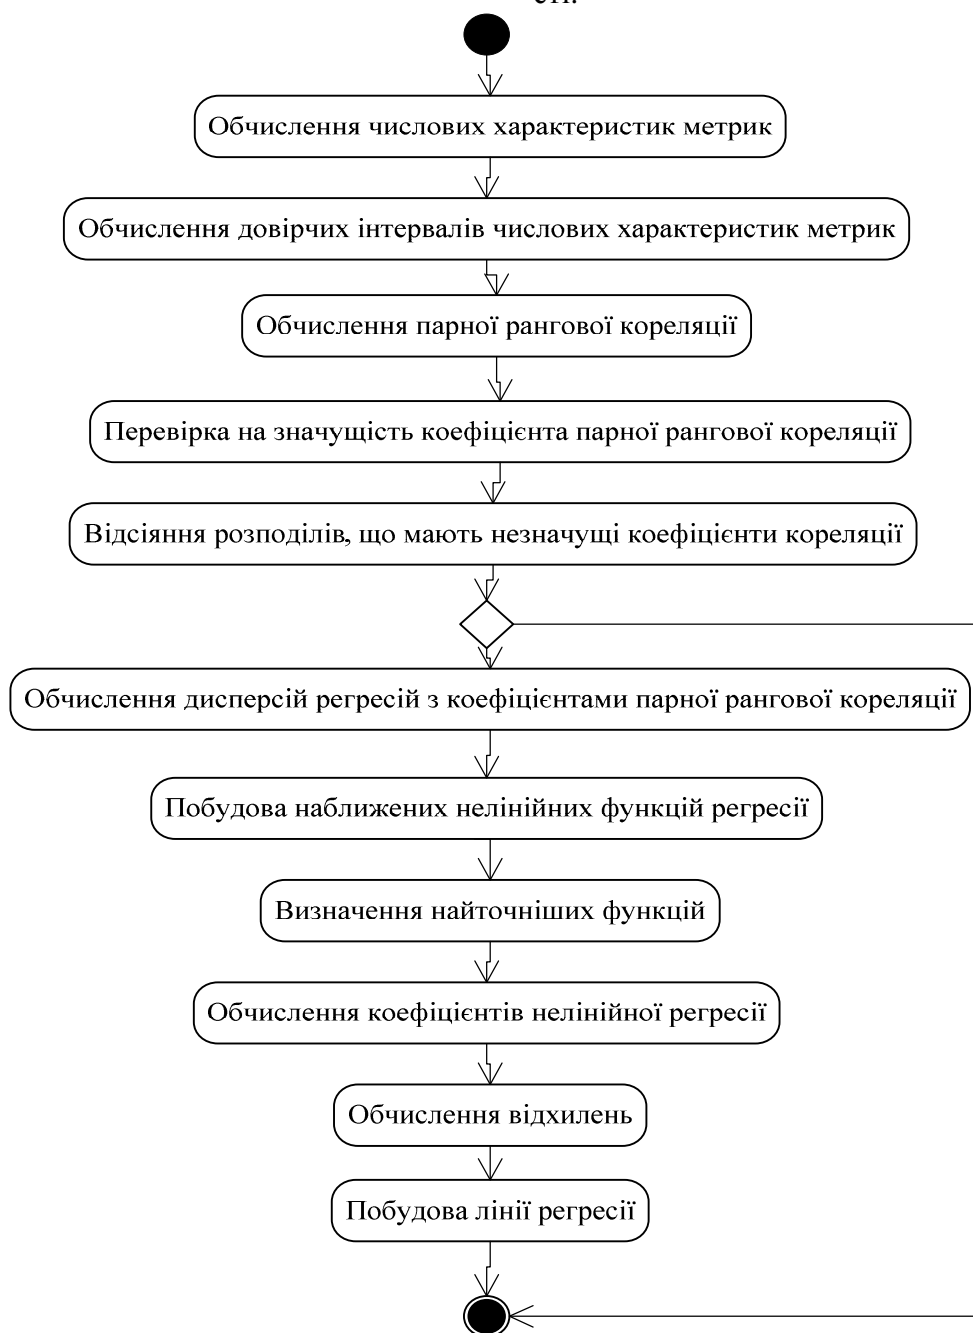 сті.
Обчислення числових характеристик метрик
Обчислення довірчих інтервалів числових характеристик метрик
Обчислення парної рангової кореляції
Перевірка на значущість коефіцієнта парної рангової кореляції
Відсіяння розподілів, що мають незначущі коефіцієнти кореляції
Обчислення дисперсій регресій з коефіцієнтами парної рангової кореляції
Побудова наближених нелінійних функцій регресії
Визначення найточніших функцій
Обчислення коефіцієнтів нелінійної регресії
Обчислення відхилень
Побудова лінії регресії